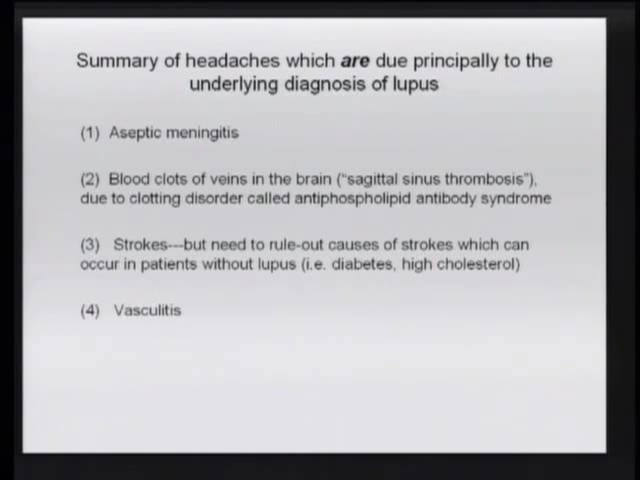 Summary of headaches which are due principally to the
underlying diagnosis of lupus
(1) Aseptic meningitis
(2) Blood clots of veins in the brain (“sagittal sinus thrombosis”),
due to clotting disorder called antiphospholipid antibody syndrome
(3) Strokes---but need to rule-out causes of strokes which can
occur in patients without lupus (i.e. diabetes, high cholesterol)
(4) Vasculitis